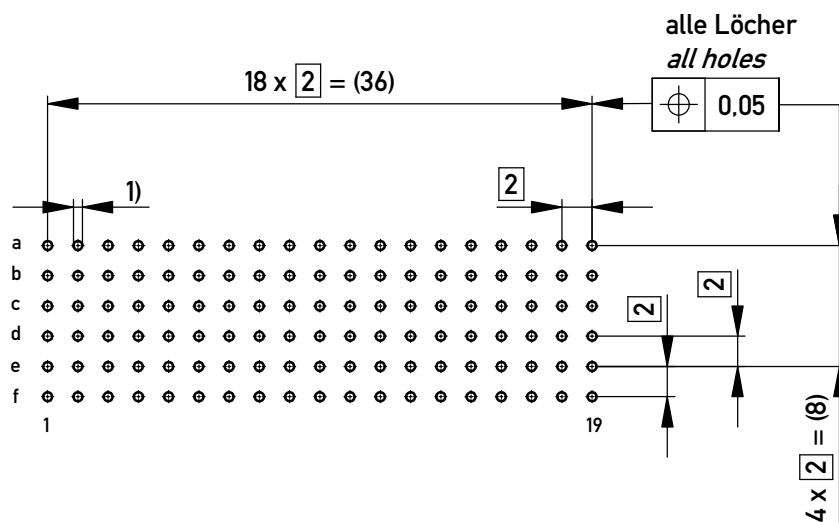 alle Löcher
all holes
18 x 2 = (36)
⌖ 0,05
1)
2
a
b
c
d
e
f
2
2
1
19
4 x 2 = (8)